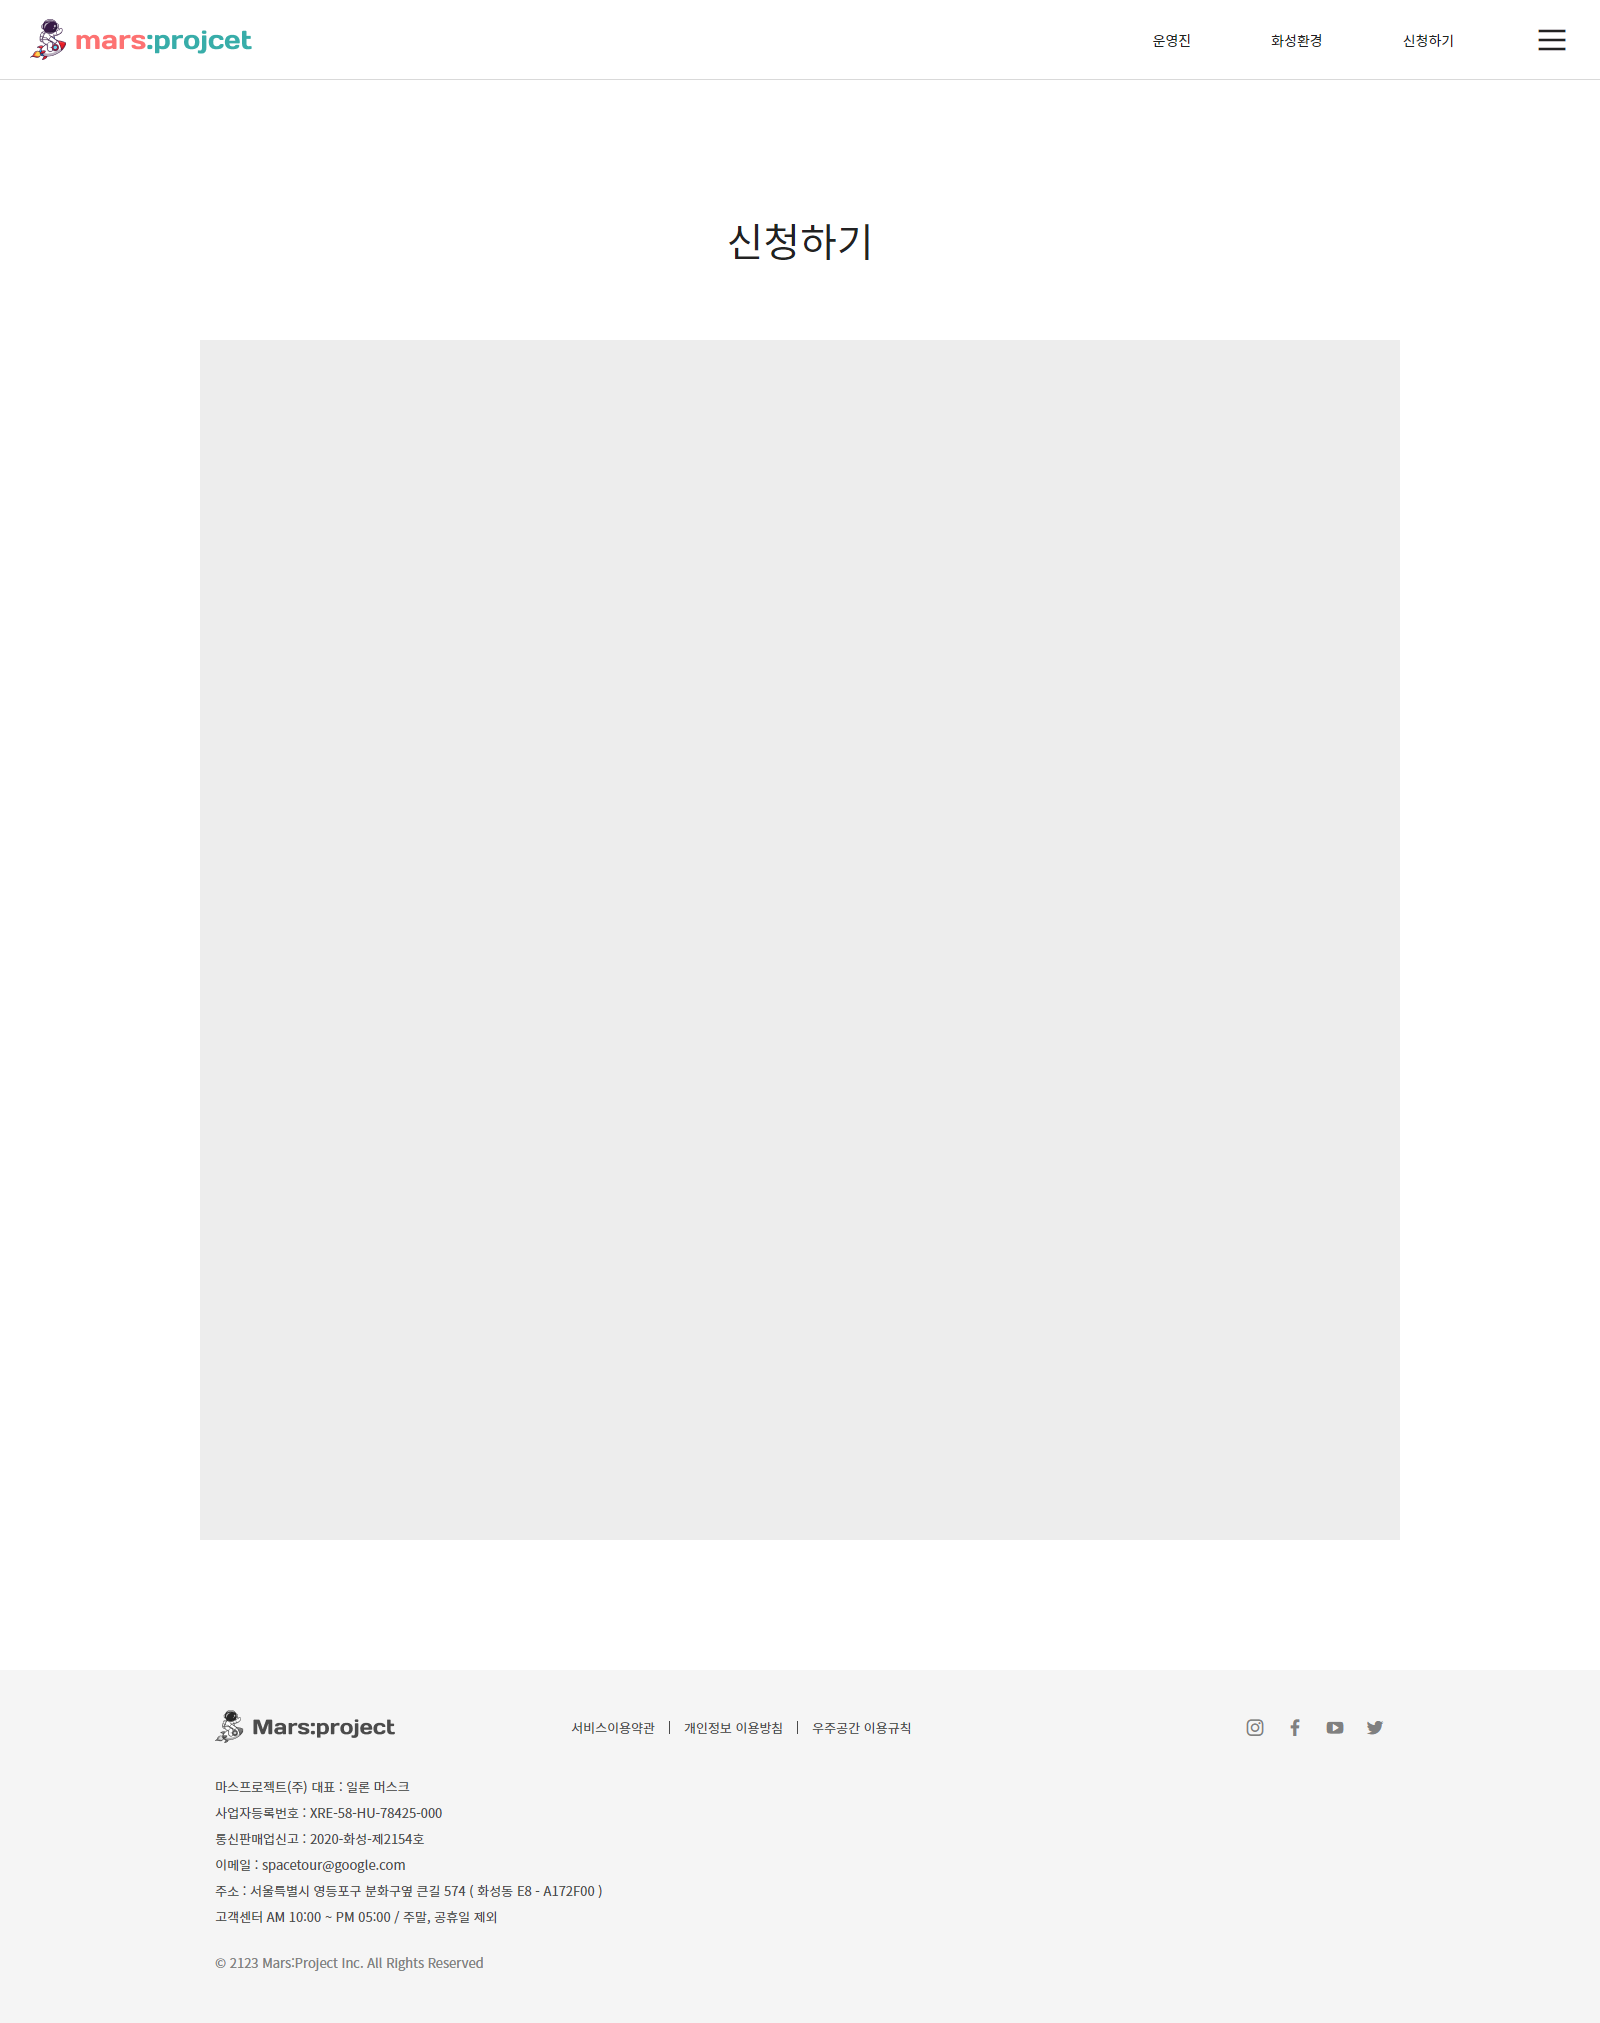 mars:projcet
운영진
화성환경
신청하기
신청하기
Mars:project
서비스이용약관 | 개인정보 이용방침 | 우주공간 이용규칙
마스프로젝트(주) 대표 : 일론 머스크
사업자등록번호 : XRE-58-HU-78425-000
통신판매업신고 : 2020-화성-제2154호
이메일 : spacetour@google.com
주소 : 서울특별시 영등포구 분화구옆 큰길 574 ( 화성동 E8 - A172F00 )
고객센터 AM 10:00 ~ PM 05:00 / 주말, 공휴일 제외
© 2123 Mars:Project Inc. All Rights Reserved